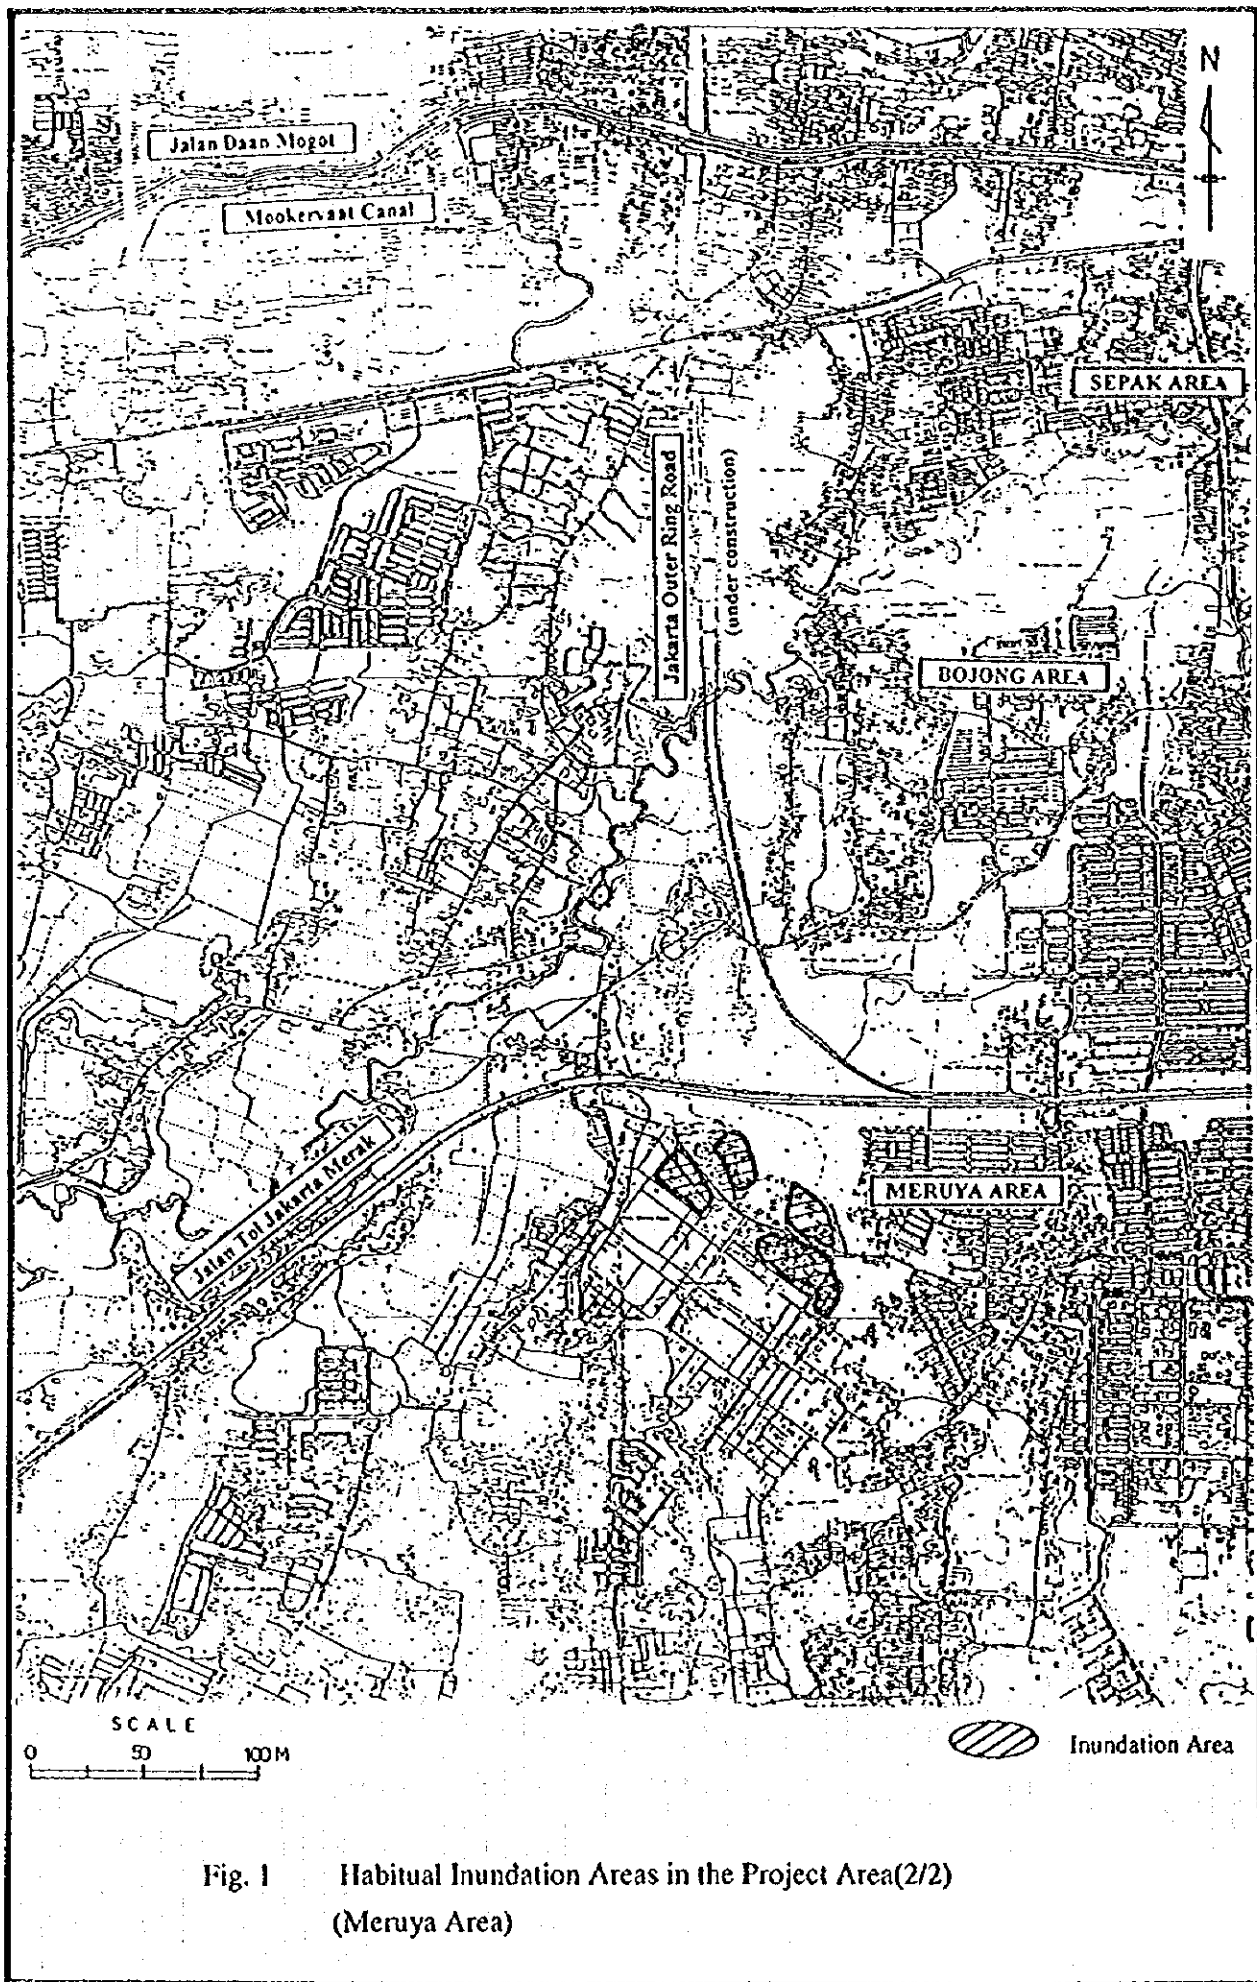 N
Jalan Daan Mogot
Mookervaat Canal
SEPAK AREA
Jakarta Outer Ring Road
(under construction)
BOJONG AREA
MERUYA AREA
Jalan Tol Jakarta Merak
SCALE
0 50 100 M
Inundation Area
Fig. 1 Habitual Inundation Areas in the Project Area(2/2)
(Meruya Area)